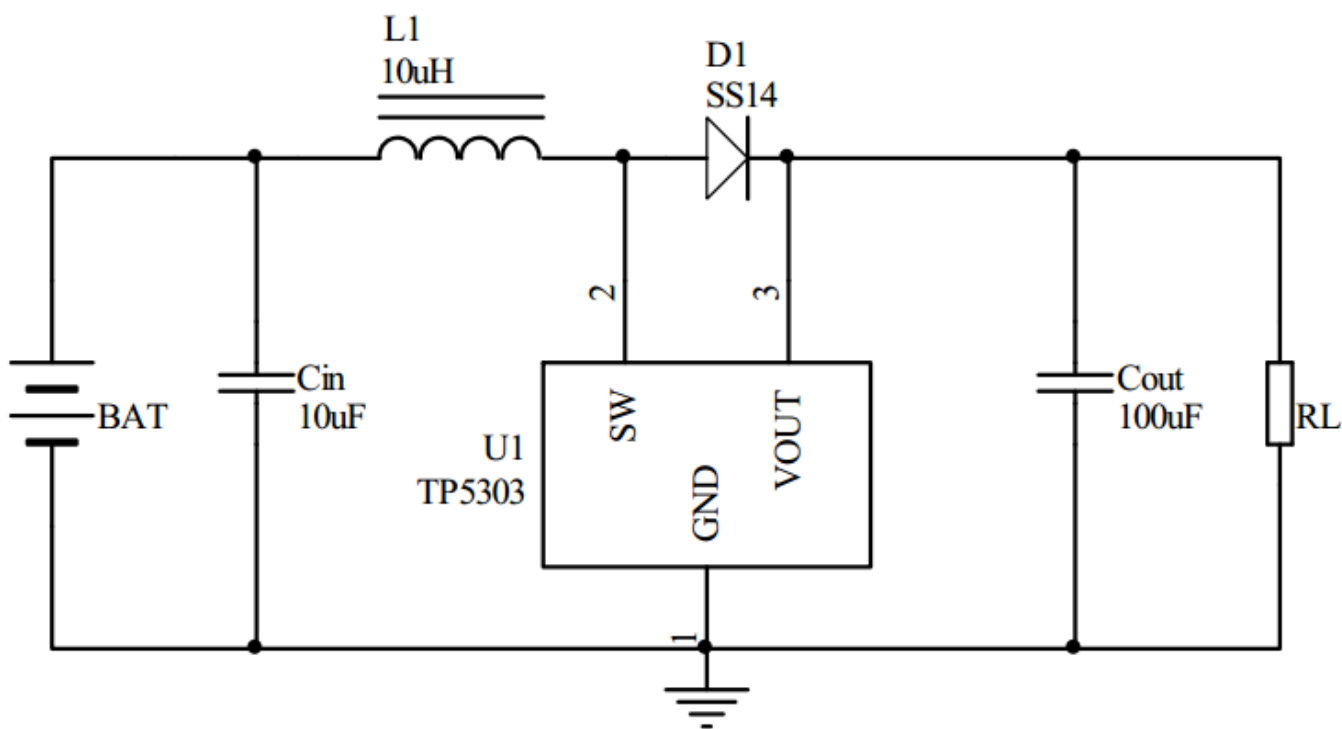 L1
10uH
D1
SS14
2
3
BAT
Cin
10uF
U1
TP5303
SW
GND
VOUT
1
Cout
100uF
RL